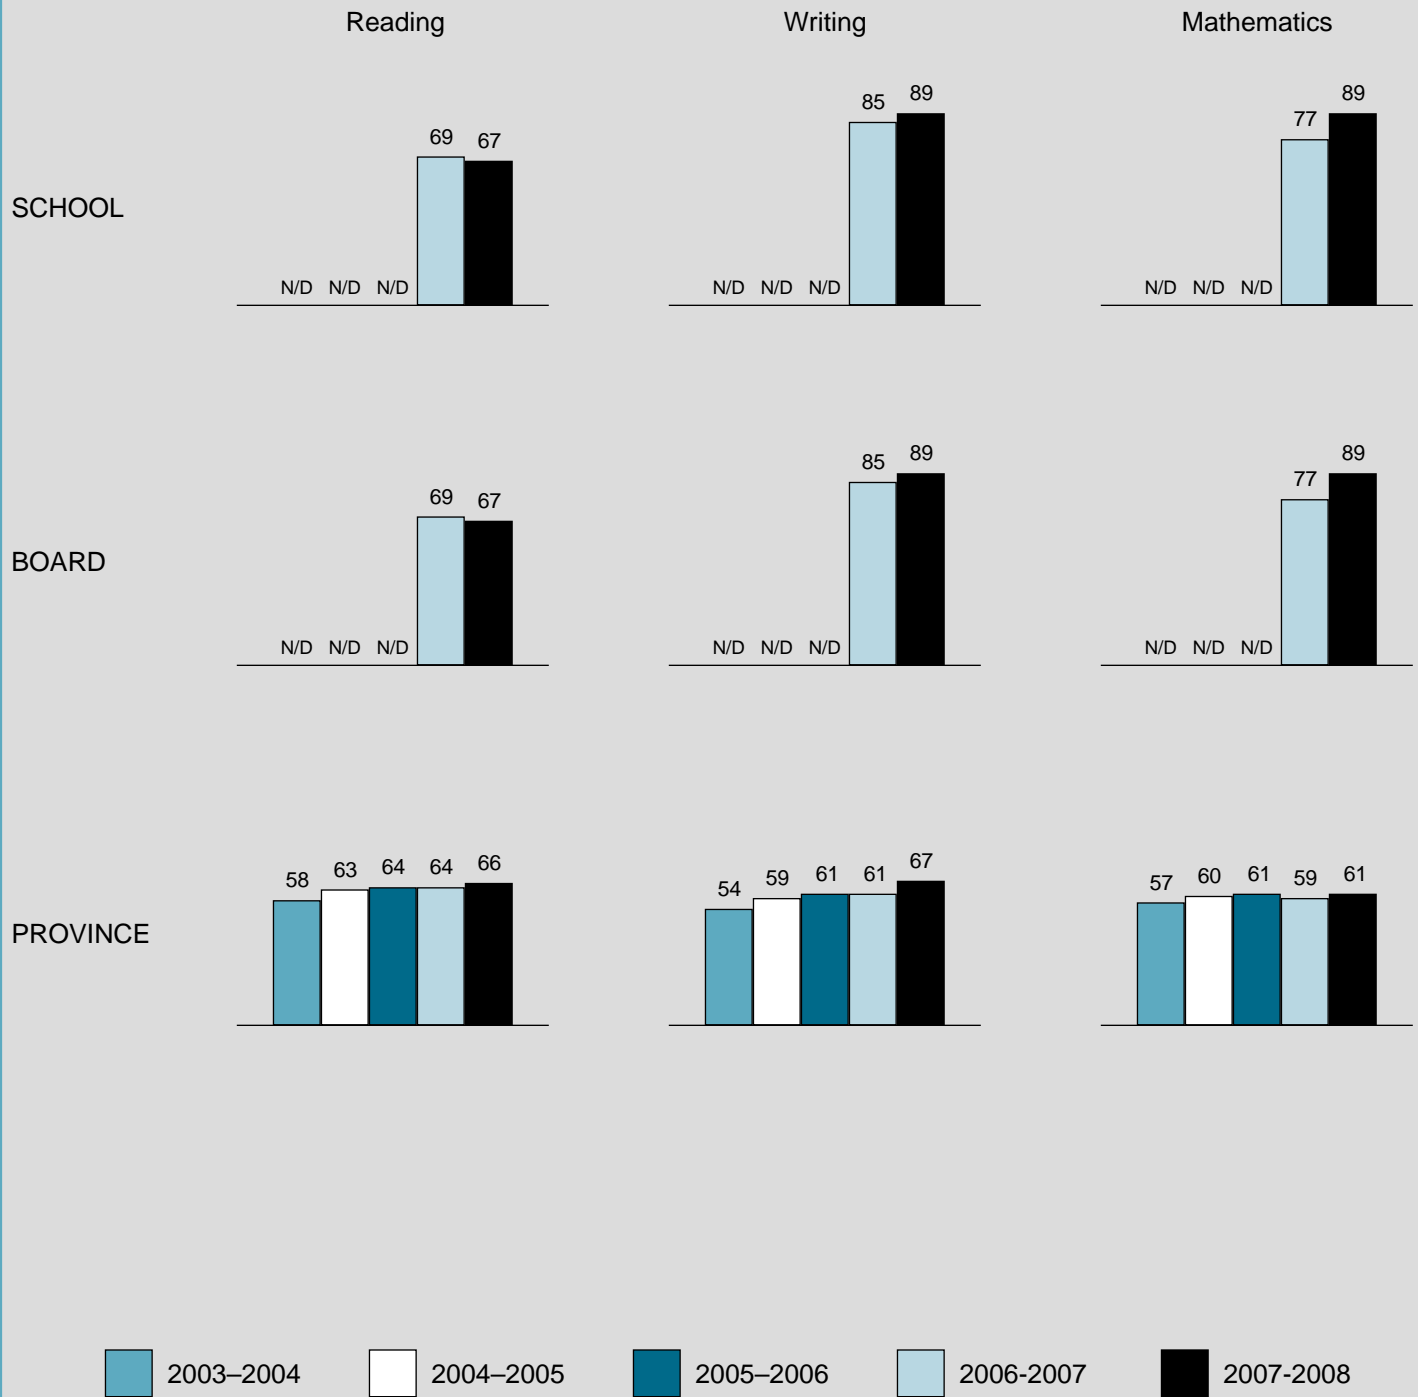 Reading Writing Mathematics
SCHOOL
69 67
N/D N/D N/D
85 89
N/D N/D N/D
77 89
N/D N/D N/D
BOARD
69 67
N/D N/D N/D
85 89
N/D N/D N/D
77 89
N/D N/D N/D
PROVINCE
58 63 64 64 66
54 59 61 61 67
57 60 61 59 61
2003–2004 2004–2005 2005–2006 2006-2007 2007-2008